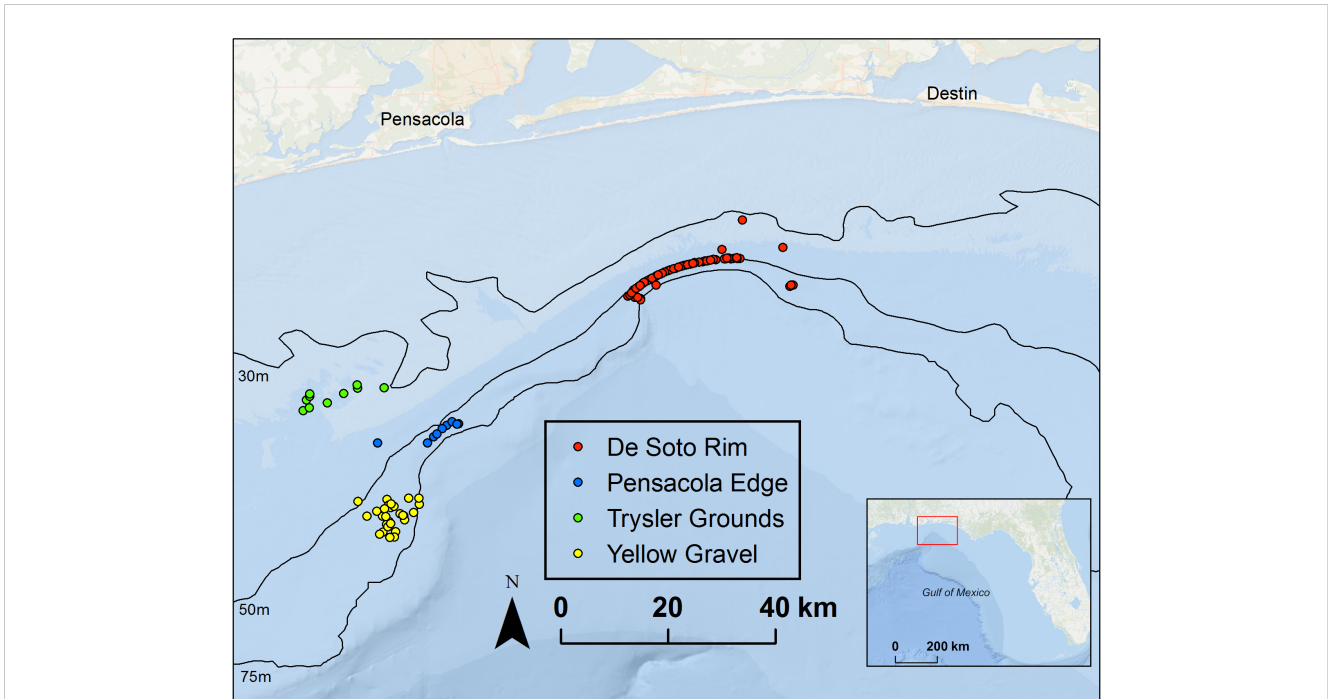 Destin
Pensacola
30m
De Soto Rim
Pensacola Edge
Trysler Grounds
Yellow Gravel
N
0 20 40 km
50m
75m
Gulf of Mexico
0 200 km